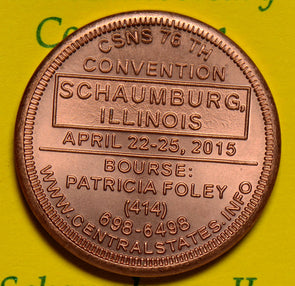 CSNS 76 TH
CONVENTION
SCHAUMBURG,
ILLINOIS
APRIL 22-25, 2015
BOURSE:
PATRICIA FOLEY
(414)
698-6498
WWW.CENTRALSTATES.INFO